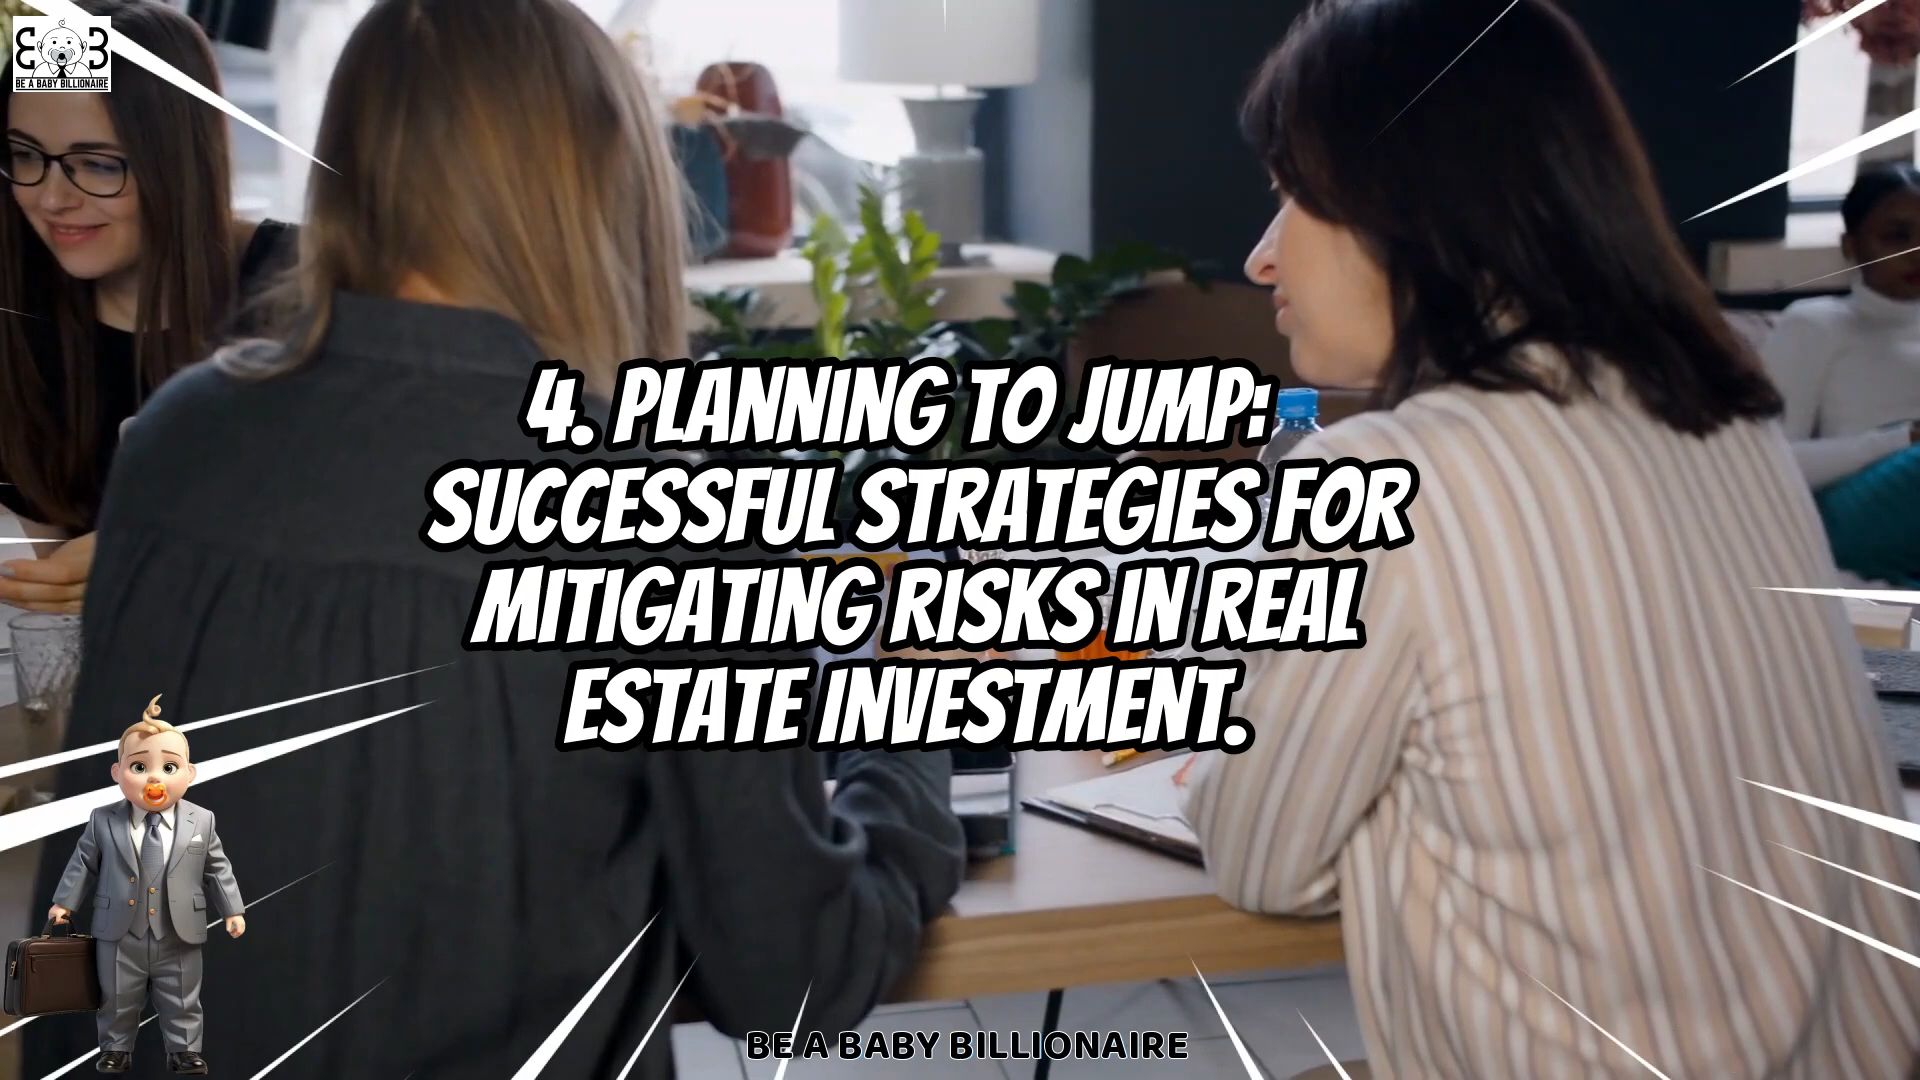 BE A BABY BILLIONAIRE
4. PLANNING TO JUMP:
SUCCESSFUL STRATEGIES FOR
MITIGATING RISKS IN REAL
ESTATE INVESTMENT.
BE A BABY BILLIONAIRE